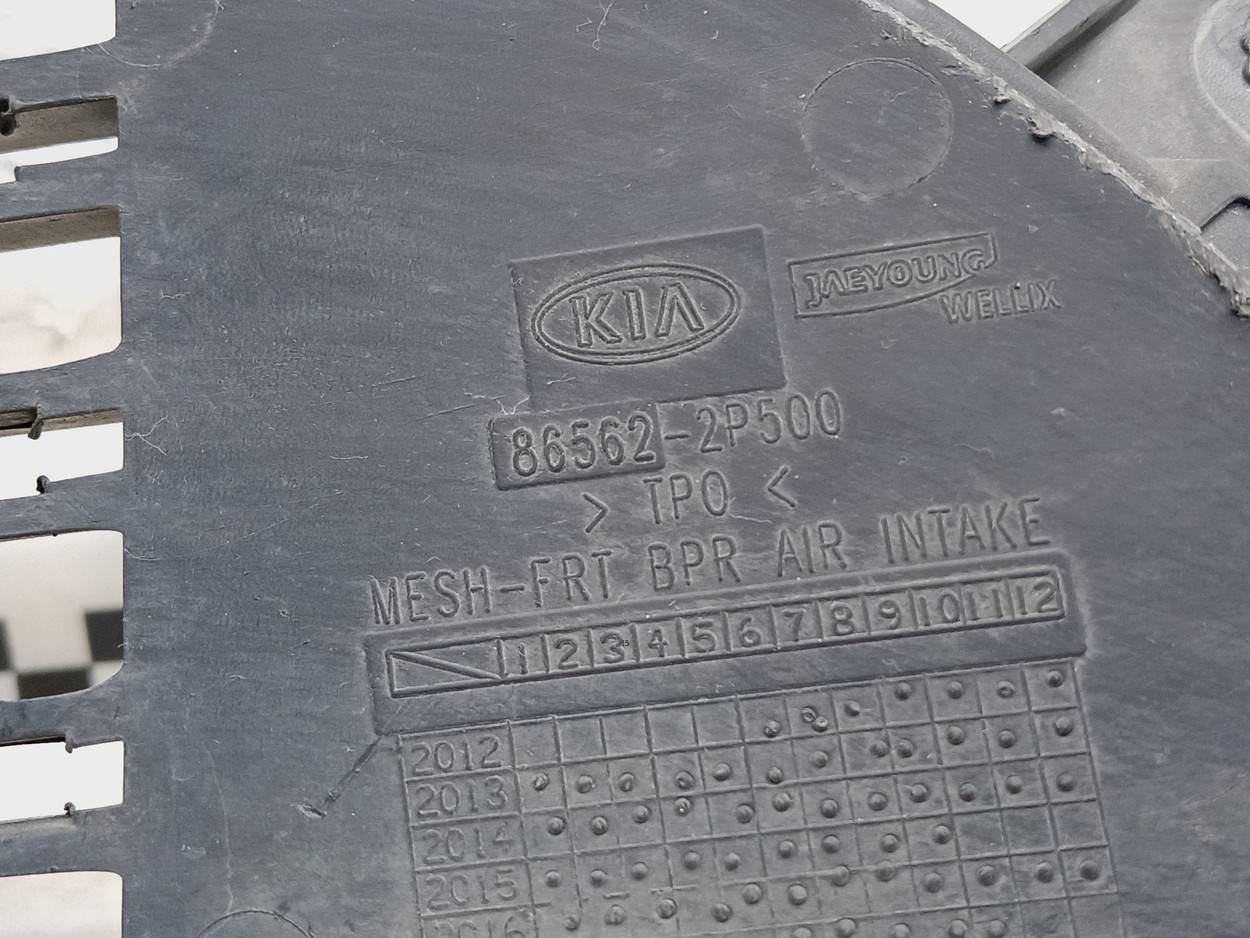 KIA
JAEYOUNG
WELLIX
86562-2P500
> TPO <
MESH-FRT BPR AIR INTAKE
1 2 3 4 5 6 7 8 9 10 11 12
2012
2013
2014
2015
2016